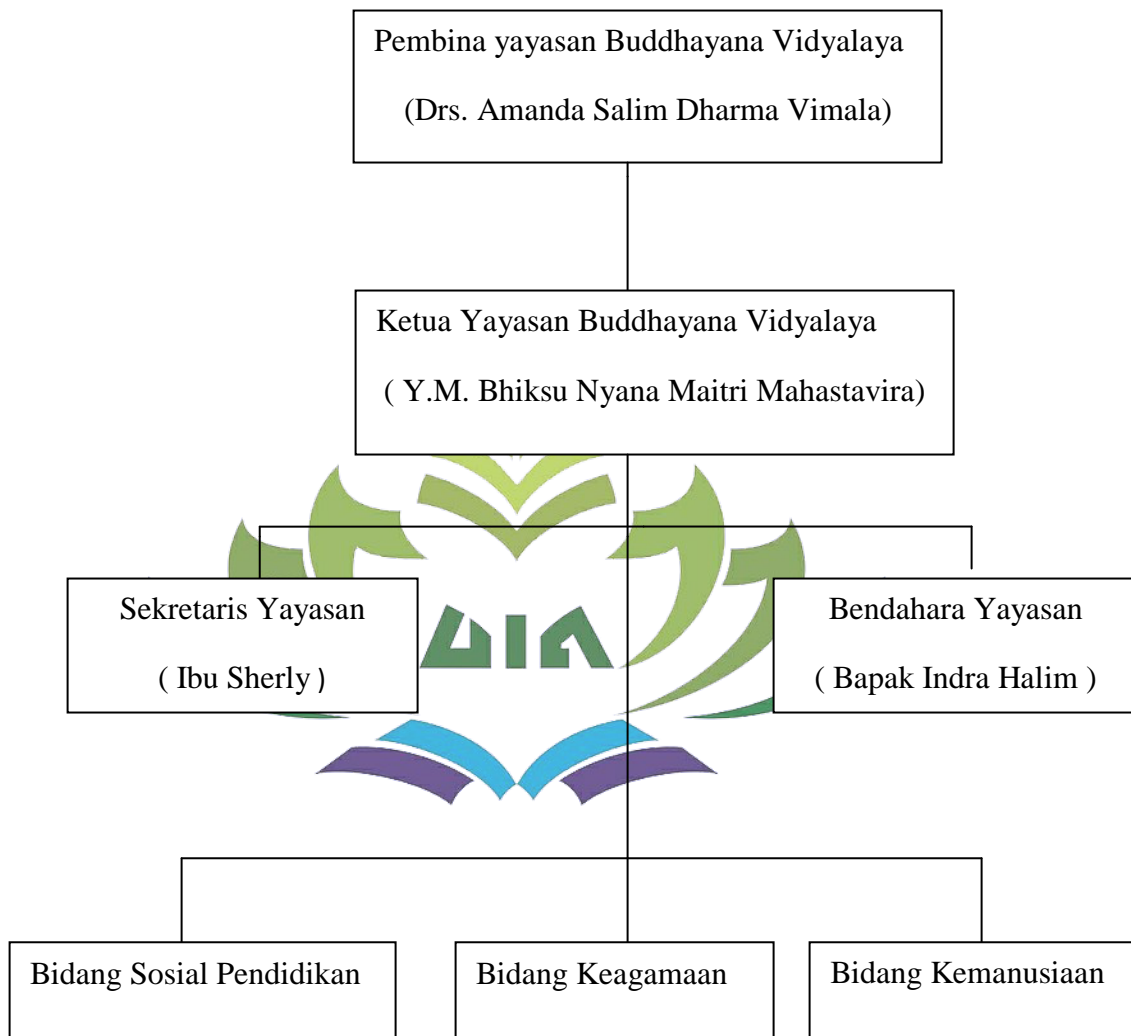 Pembina yayasan Buddhayana Vidyalaya
(Drs. Amanda Salim Dharma Vimala)
Ketua Yayasan Buddhayana Vidyalaya
( Y.M. Bhiksu Nyana Maitri Mahastavira)
Sekretaris Yayasan
( Ibu Sherly )
Bendahara Yayasan
( Bapak Indra Halim )
Bidang Sosial Pendidikan
Bidang Keagamaan
Bidang Kemanusiaan